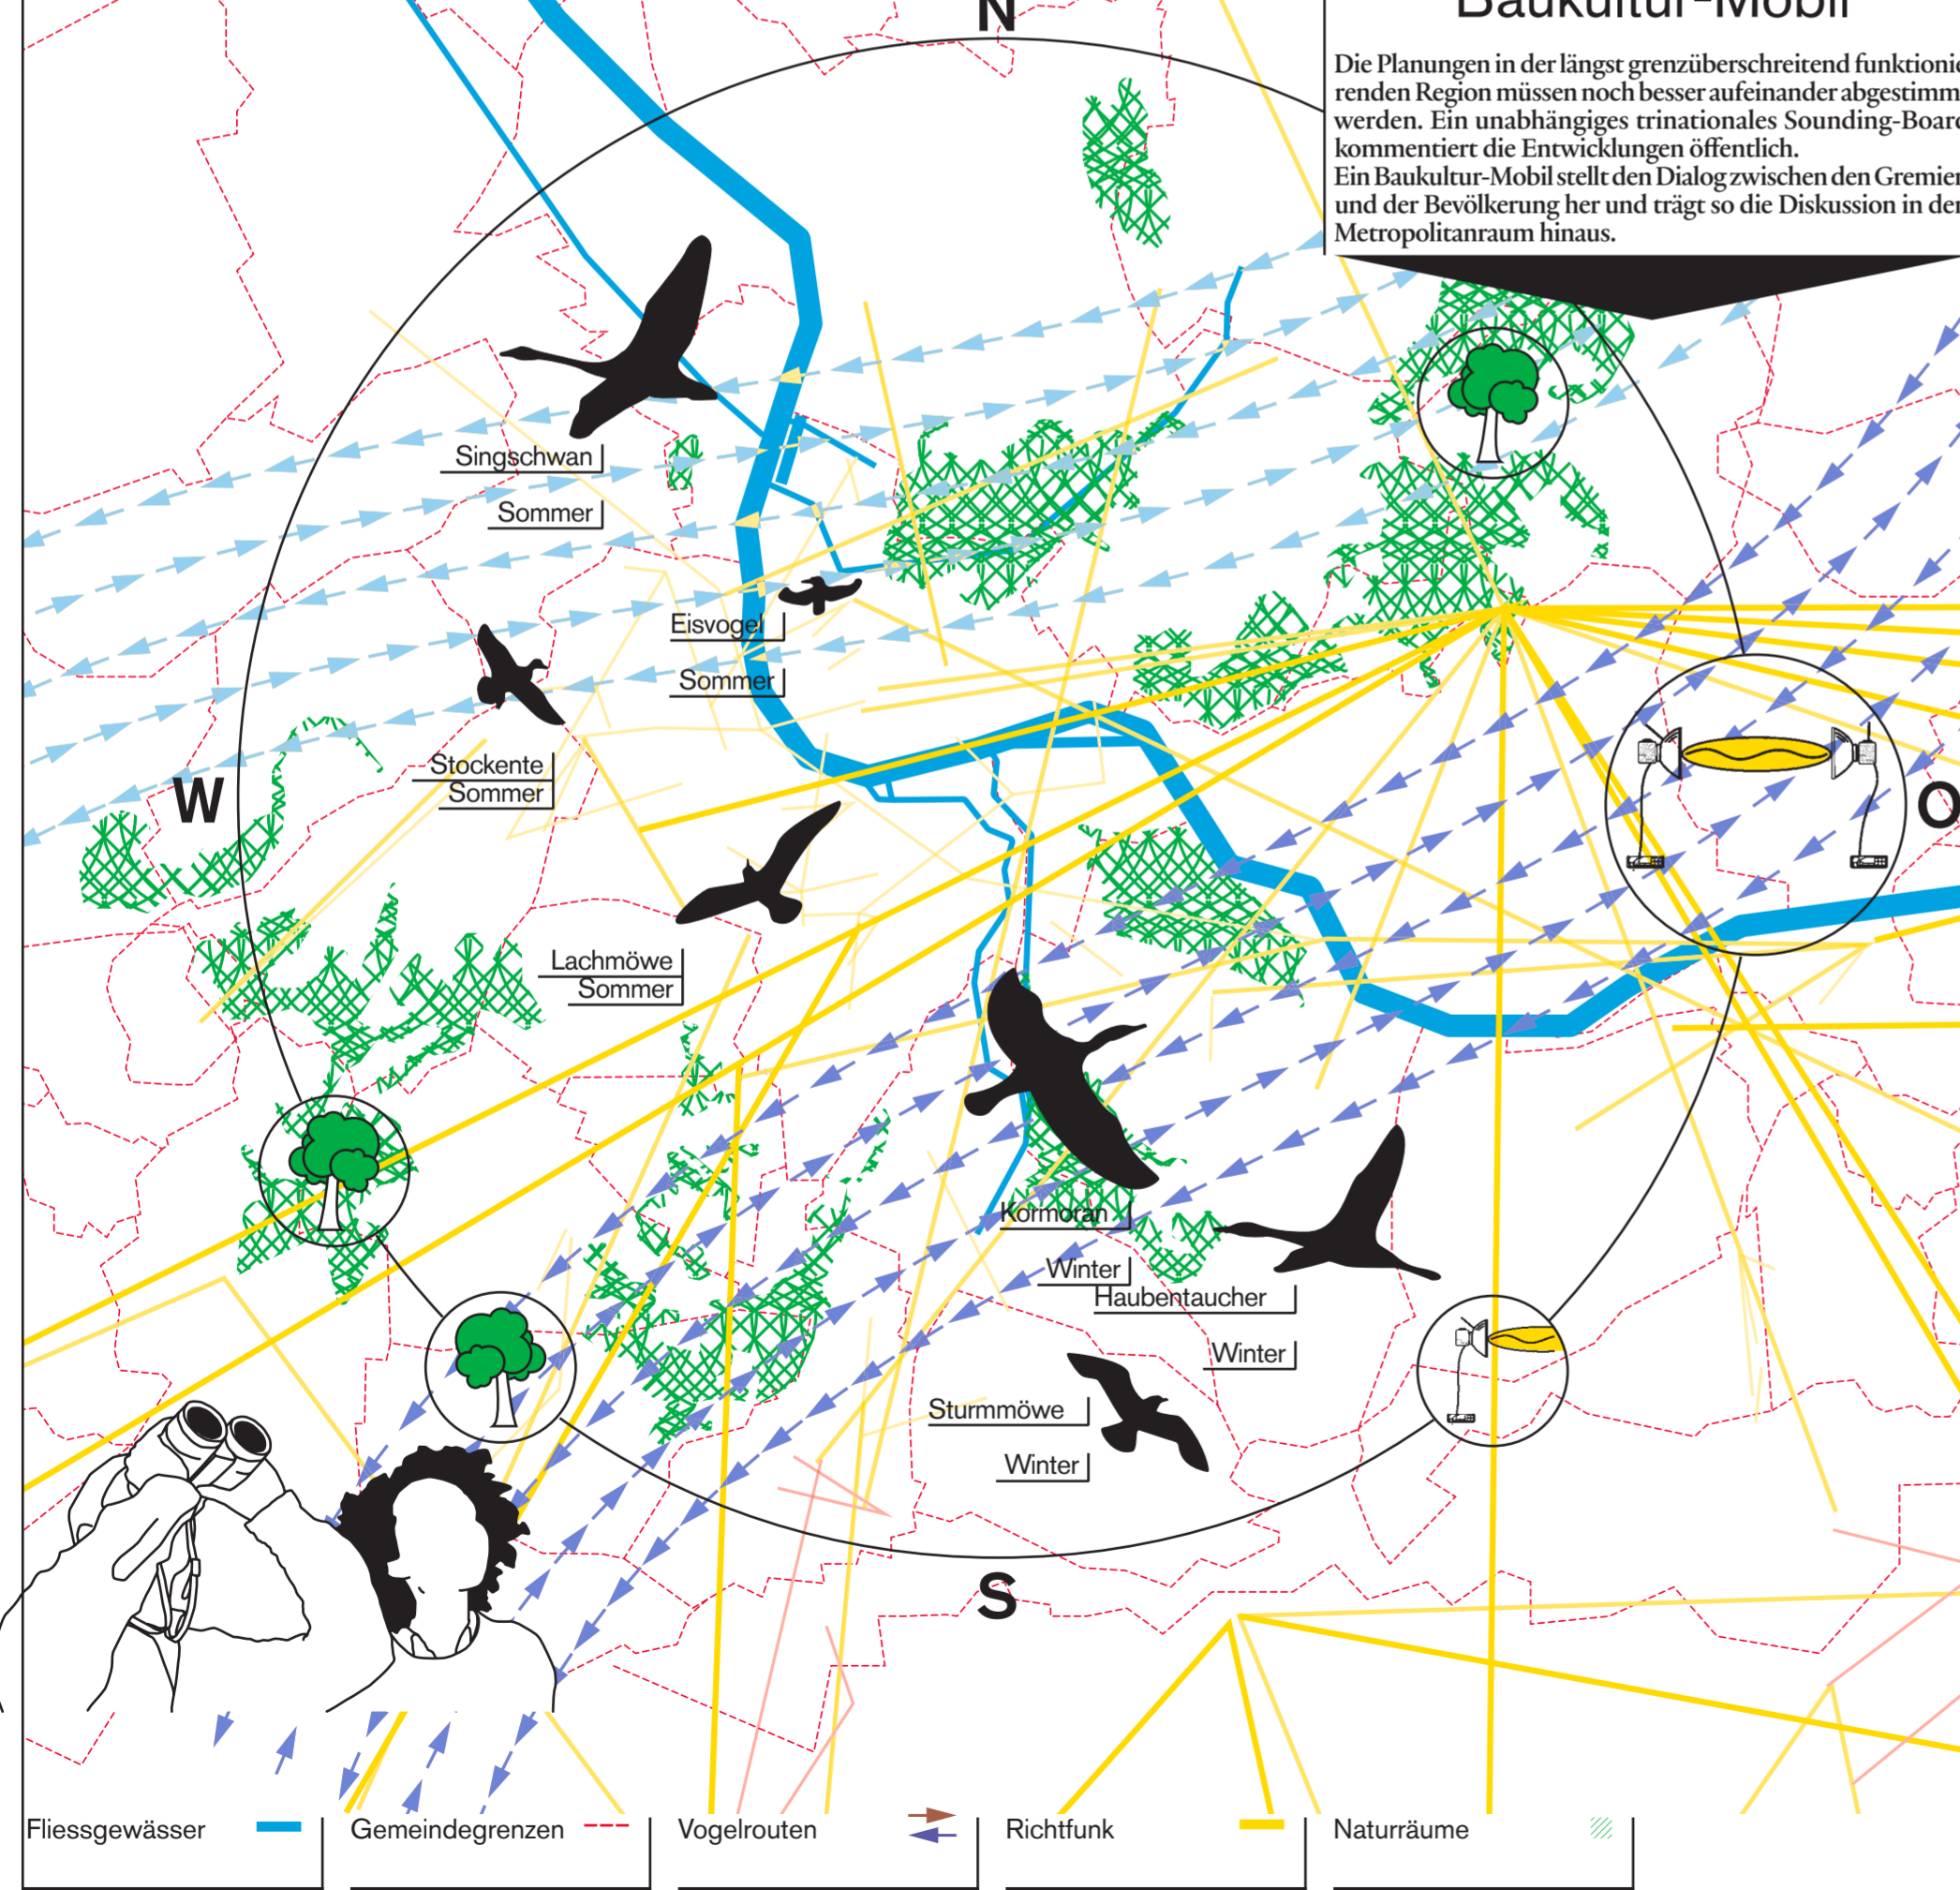 N
Baukultur-Mobil
Die Planungen in der längst grenzüberschreitend funktionie
renden Region müssen noch besser aufeinander abgestimm
werden. Ein unabhängiges trinationales Sounding-Board
kommentiert die Entwicklungen öffentlich.
Ein Baukultur-Mobil stellt den Dialog zwischen den Gremien
und der Bevölkerung her und trägt so die Diskussion in den
Metropolitanraum hinaus.
Singschwan
Sommer
Eisvogel
Sommer
Stockente
Sommer
W
O
Lachmöwe
Sommer
Kormoran
Winter
Haubentaucher
Winter
Sturmmöwe
Winter
S
Fliessgewässer
Gemeindegrenzen
Vogelrouten
Richtfunk
Naturräume